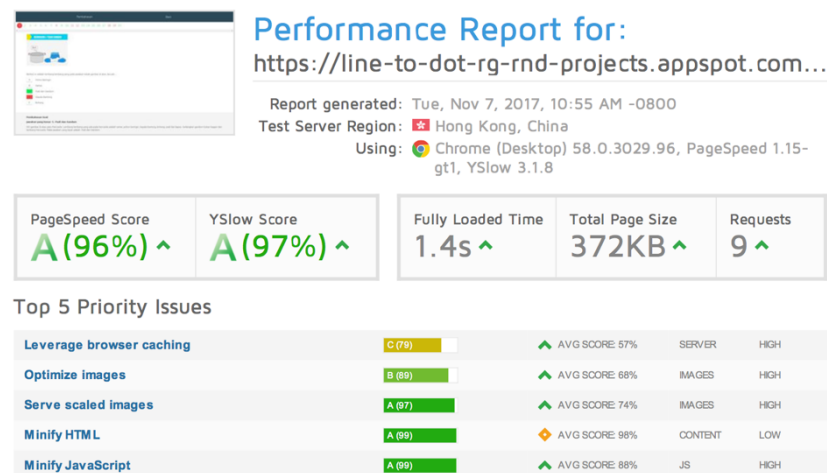 Performance Report for:
https://line-to-dot-rg-rnd-projects.appspot.com...
Report generated: Tue, Nov 7, 2017, 10:55 AM -0800
Test Server Region: Hong Kong, China
Using: Chrome (Desktop) 58.0.3029.96, PageSpeed 1.15-
gt1, YSlow 3.1.8
PageSpeed Score YSlow Score Fully Loaded Time Total Page Size Requests
A (96%) A (97%) 1.4s 372KB 9
Top 5 Priority Issues
Leverage browser caching C (79) AVG SCORE: 57% SERVER HIGH
Optimize images B (89) AVG SCORE: 68% IMAGES HIGH
Serve scaled images A (97) AVG SCORE: 74% IMAGES HIGH
Minify HTML A (99) AVG SCORE: 98% CONTENT LOW
Minify JavaScript A (99) AVG SCORE: 88% JS HIGH